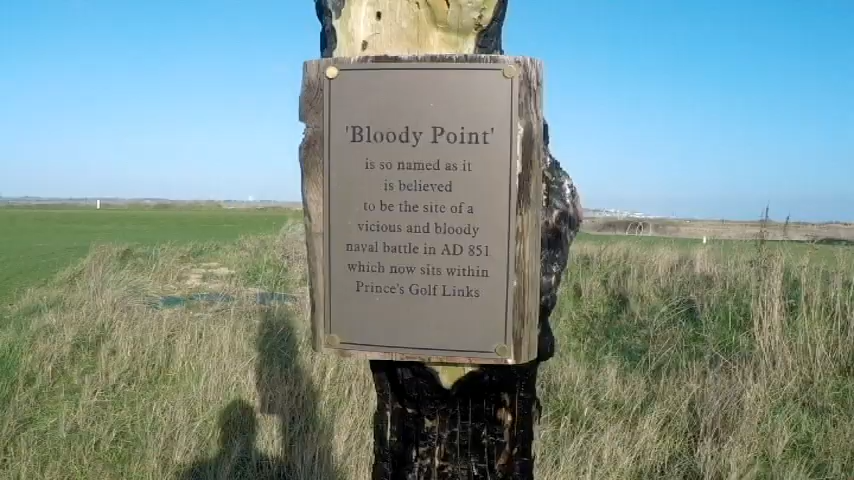 'Bloody Point'
is so named as it
is believed
to be the site of a
vicious and bloody
naval battle in AD 851
which now sits within
Prince's Golf Links